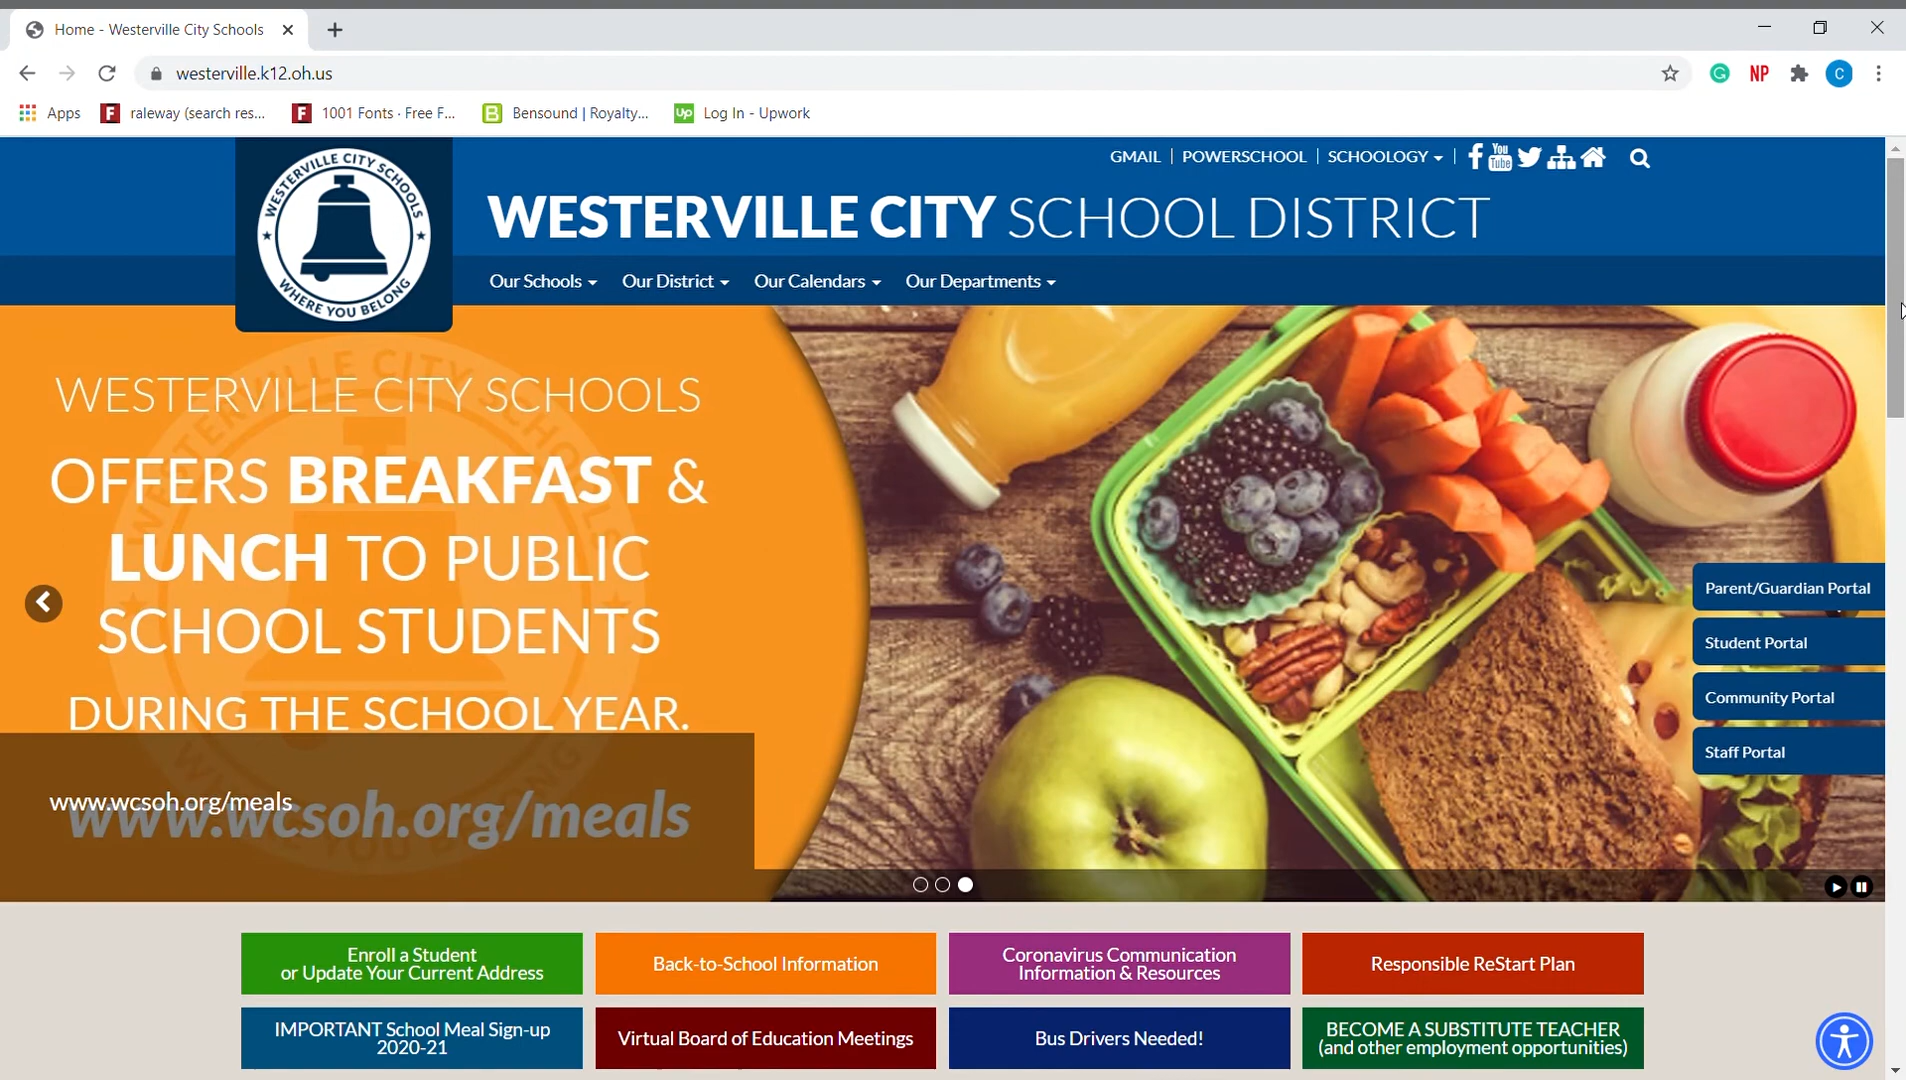 Home - Westerville City Schools
westerville.k12.oh.us
NP
C
Apps
raleway (search res...
1001 Fonts · Free F...
Bensound | Royalty...
Log In - Upwork
GMAIL | POWERSCHOOL | SCHOOLOGY
You Tube
WESTERVILLE CITY SCHOOLS
WHERE YOU BELONG
WESTERVILLE CITY SCHOOL DISTRICT
Our Schools Our District Our Calendars Our Departments
WESTERVILLE CITY SCHOOLS
OFFERS BREAKFAST &
LUNCH TO PUBLIC
SCHOOL STUDENTS
DURING THE SCHOOL YEAR.
www.wcsoh.org/meals
www.wcsoh.org/meals
Parent/Guardian Portal
Student Portal
Community Portal
Staff Portal
Enroll a Student
or Update Your Current Address
Back-to-School Information
Coronavirus Communication
Information & Resources
Responsible ReStart Plan
IMPORTANT School Meal Sign-up
2020-21
Virtual Board of Education Meetings
Bus Drivers Needed!
BECOME A SUBSTITUTE TEACHER
(and other employment opportunities)